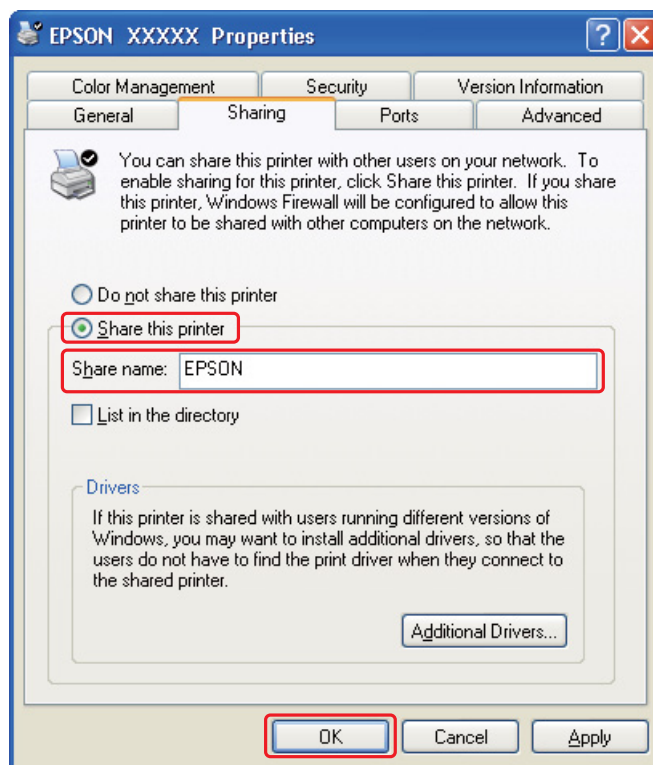 EPSON XXXXX Properties
Color Management Security Version Information
General Sharing Ports Advanced
You can share this printer with other users on your network. To
enable sharing for this printer, click Share this printer. If you share
this printer, Windows Firewall will be configured to allow this
printer to be shared with other computers on the network.
Do not share this printer
Share this printer
Share name: EPSON
List in the directory
Drivers
If this printer is shared with users running different versions of
Windows, you may want to install additional drivers, so that the
users do not have to find the print driver when they connect to
the shared printer.
Additional Drivers...
OK Cancel Apply